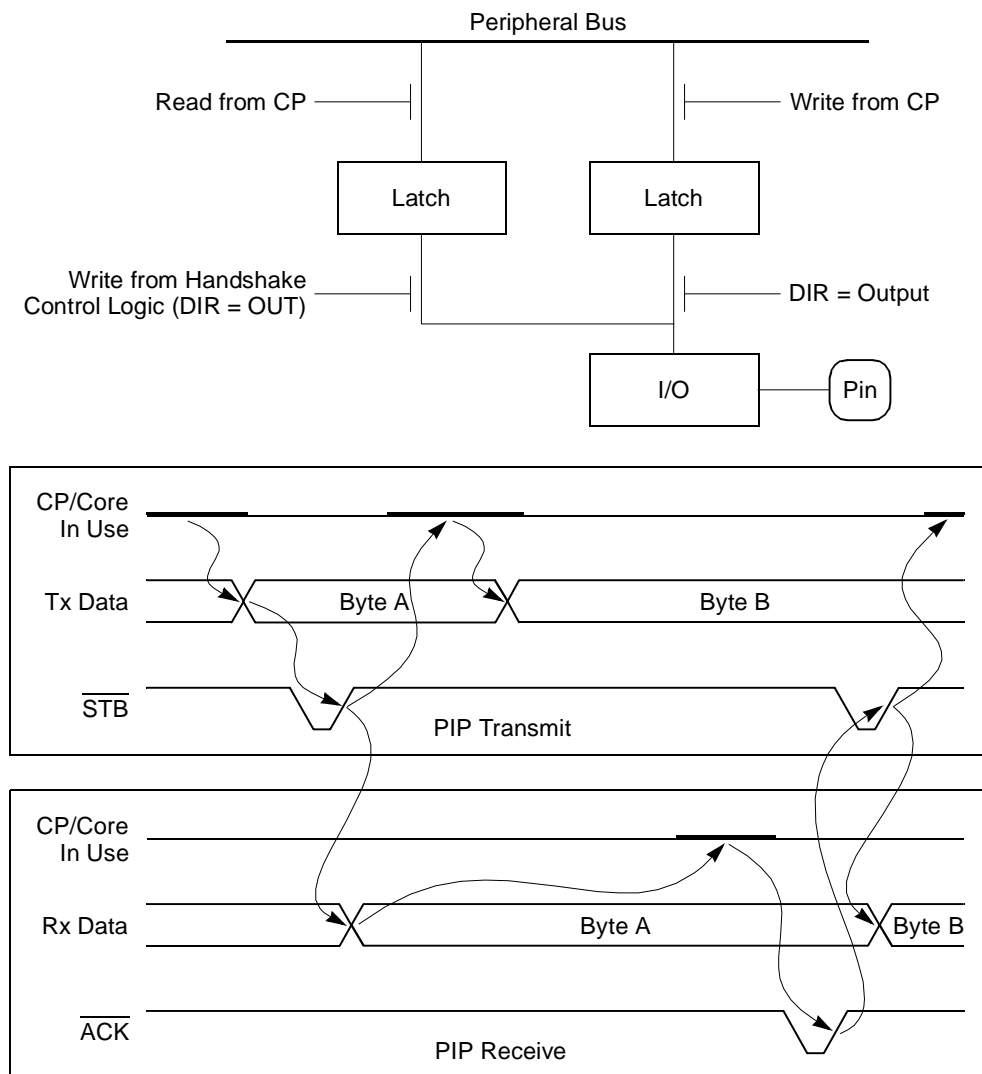 Peripheral Bus
Read from CP
Write from CP
Latch
Latch
Write from Handshake
Control Logic (DIR = OUT)
DIR = Output
I/O
Pin
CP/Core
In Use
Tx Data
Byte A
Byte B
STB
PIP Transmit
CP/Core
In Use
Rx Data
Byte A
Byte B
ACK
PIP Receive